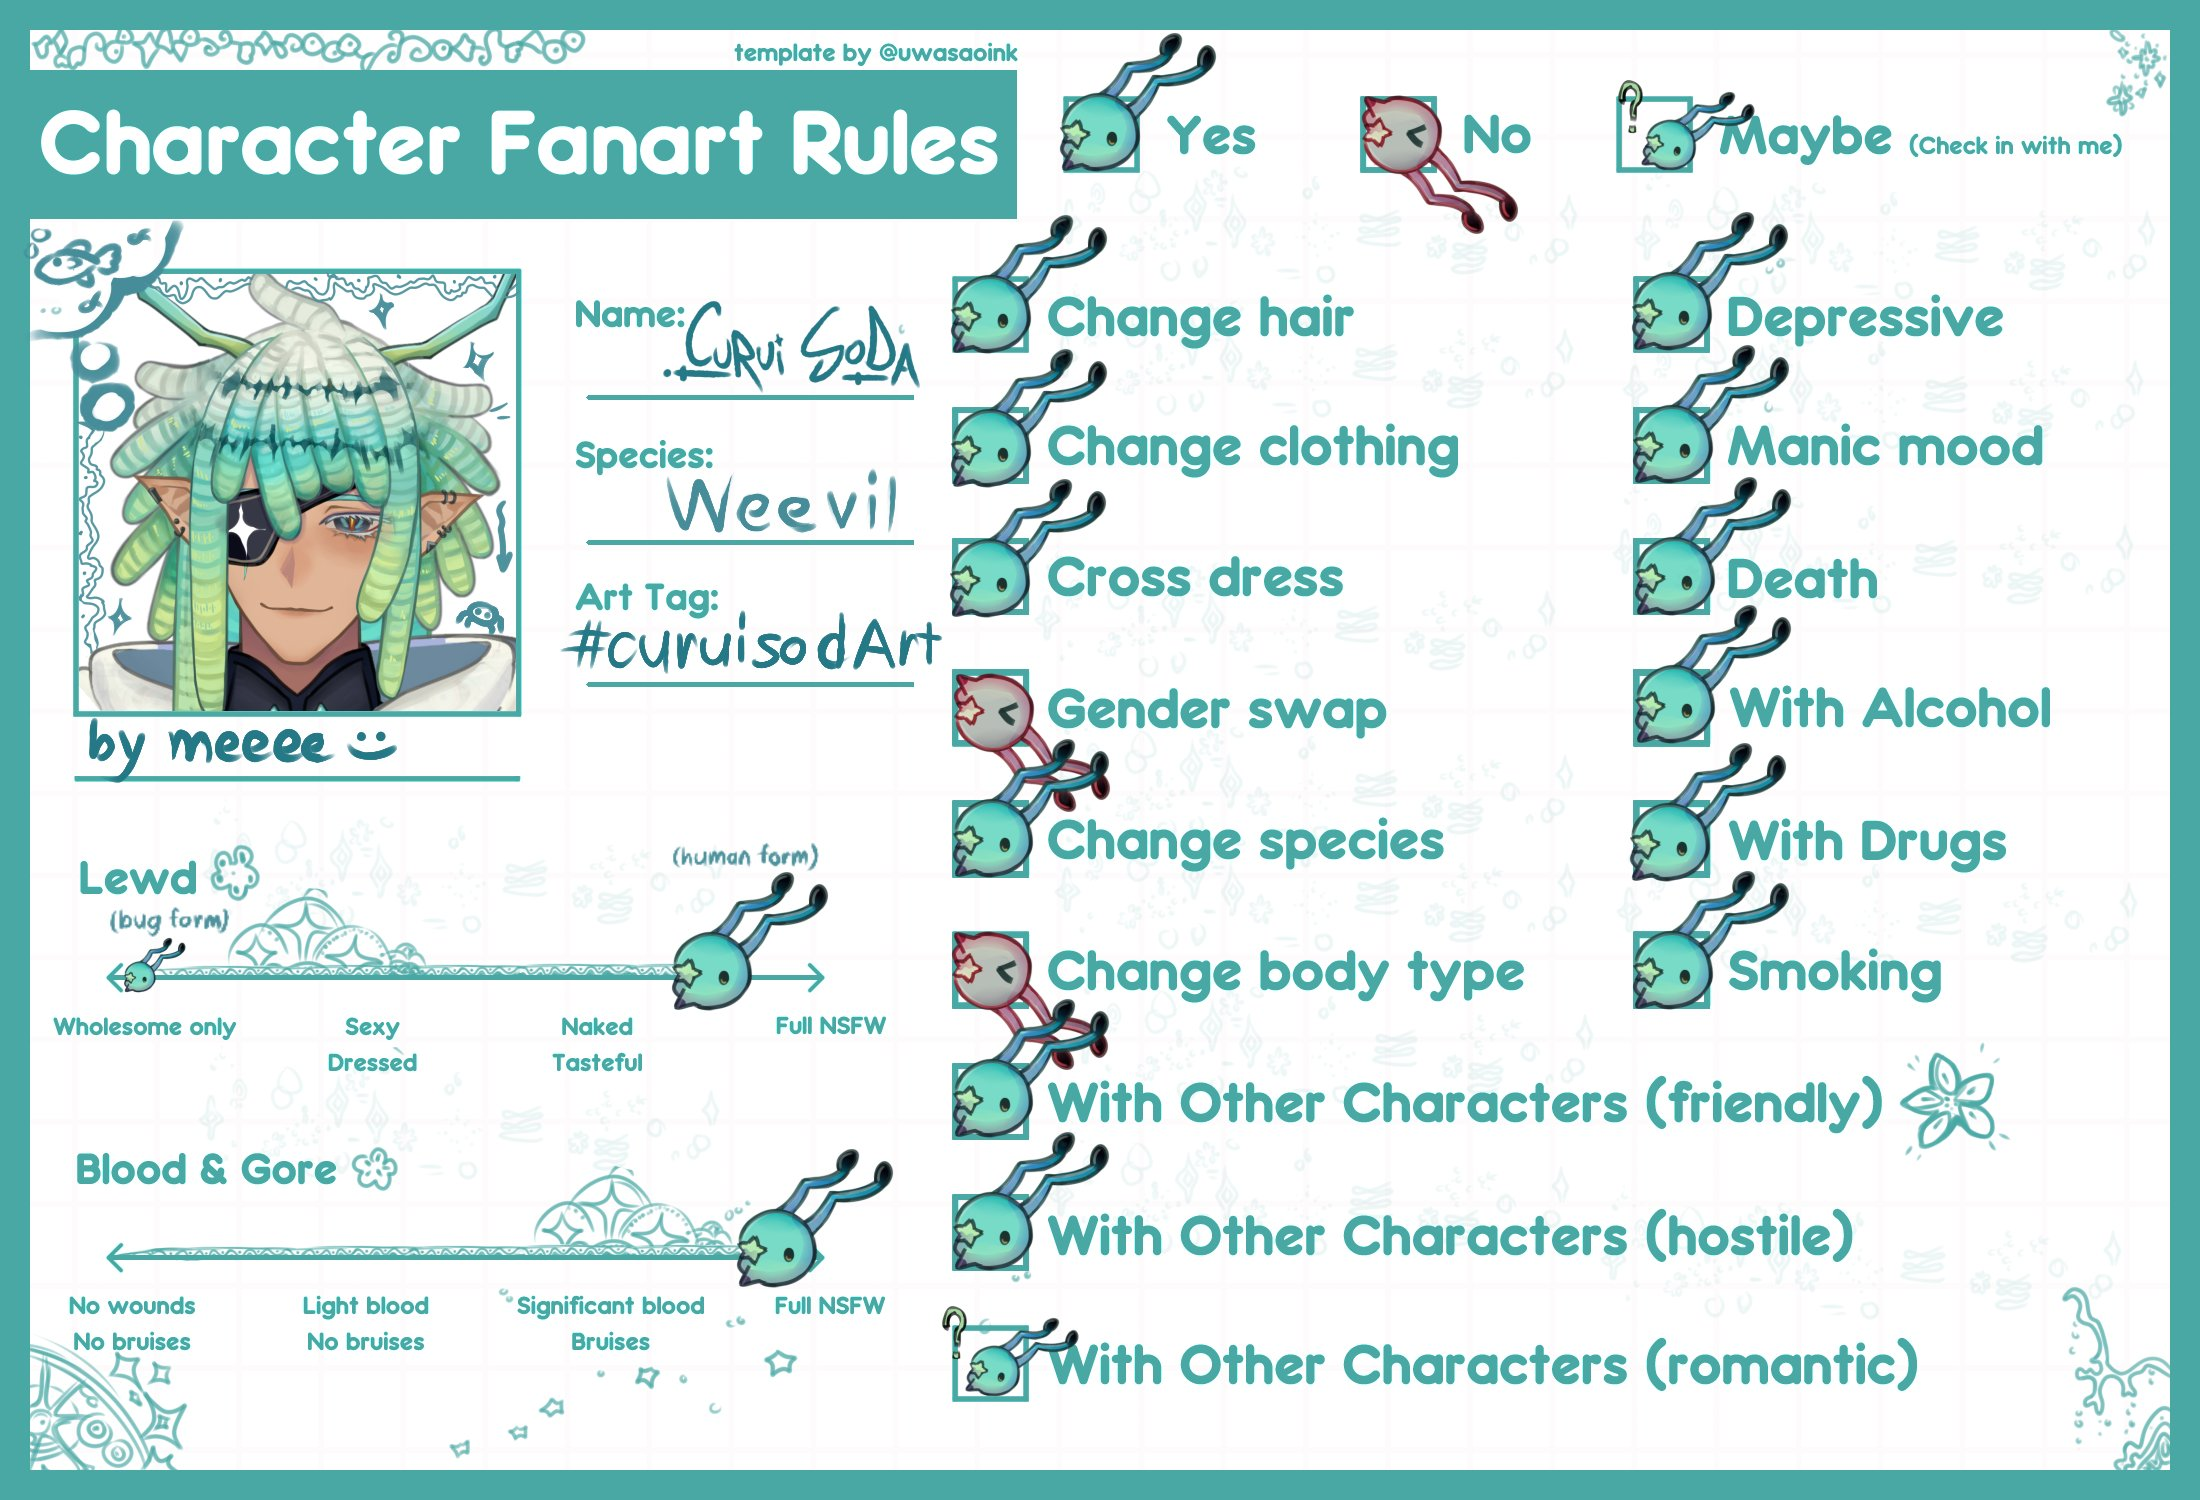 template by @uwasaoink
Character Fanart Rules
Yes
No
Maybe (Check in with me)
Name: Curui Soda
Species: Weevil
Art Tag: #curuisodArt
by meeee :)
Lewd
(bug form)
(human form)
Wholesome only
Sexy
Dressed
Naked
Tasteful
Full NSFW
Blood & Gore
No wounds
No bruises
Light blood
No bruises
Significant blood
Bruises
Full NSFW
Change hair
Change clothing
Cross dress
Gender swap
Change species
Change body type
With Other Characters (friendly)
With Other Characters (hostile)
With Other Characters (romantic)
Depressive
Manic mood
Death
With Alcohol
With Drugs
Smoking